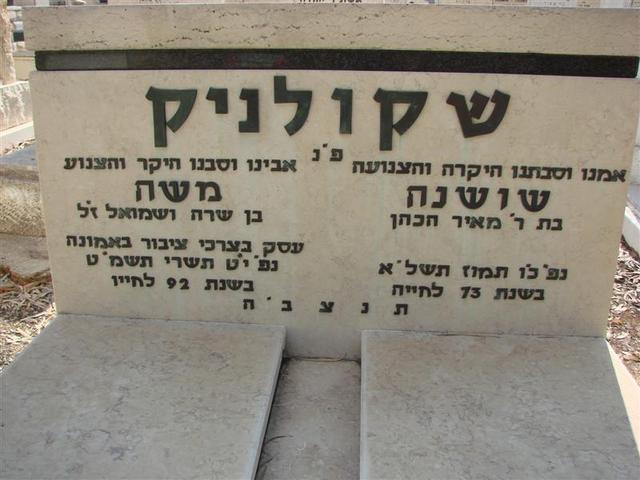 שקולניק
פ"נ
אמנו וסבתנו היקרה והצנועה
שושנה
בת ר' מאיר הכהן
נפ' כ"ו תמוז תשל"א
בשנת 73 לחייה
אבינו וסבנו היקר והצנוע
משה
בן שרה ושמואל ז"ל
עסק בצרכי ציבור באמונה
נפ' י"ט תשרי תשמ"ט
בשנת 92 לחייו
ת נ צ ב" ה